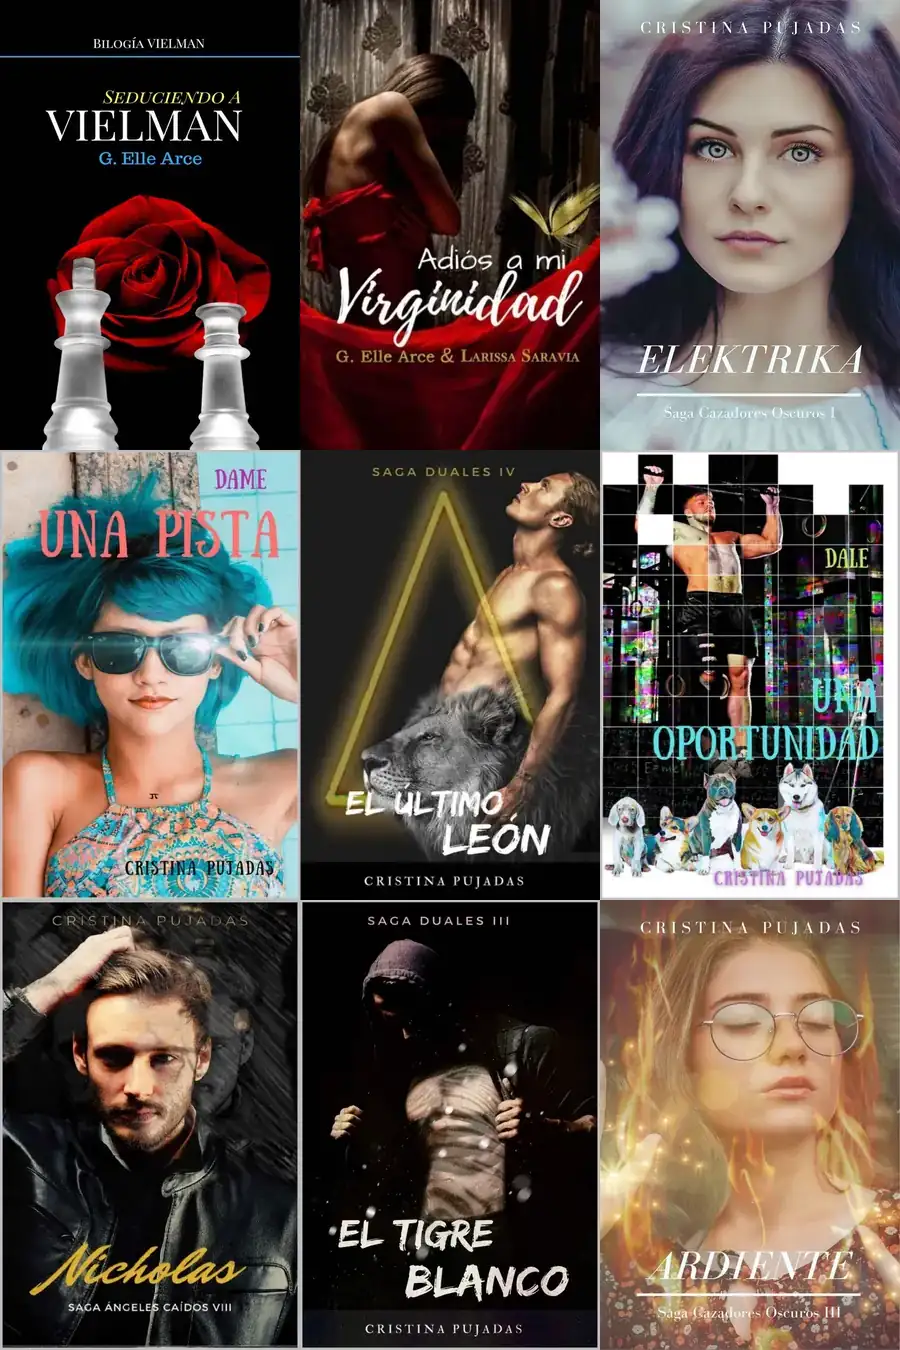 BILOGÍA VIELMAN
SEDUCIENDO A
VIELMAN
G. Elle Arce
Adiós a mi
Virginidad
G. ELLE ARCE & LARISSA SARAVIA
CRISTINA PUJADAS
ELEKTRIKA
Saga Cazadores Oscuros I
DAME
UNA PISTA
π
CRISTINA PUJADAS
SAGA DUALES IV
EL ÚLTIMO
LEÓN
CRISTINA PUJADAS
DALE
UNA
OPORTUNIDAD
CRISTINA PUJADAS
CRISTINA PUJADAS
Nicholas
SAGA ÁNGELES CAÍDOS VIII
SAGA DUALES III
EL TIGRE
BLANCO
CRISTINA PUJADAS
CRISTINA PUJADAS
ARDIENTE
Saga Cazadores Oscuros III